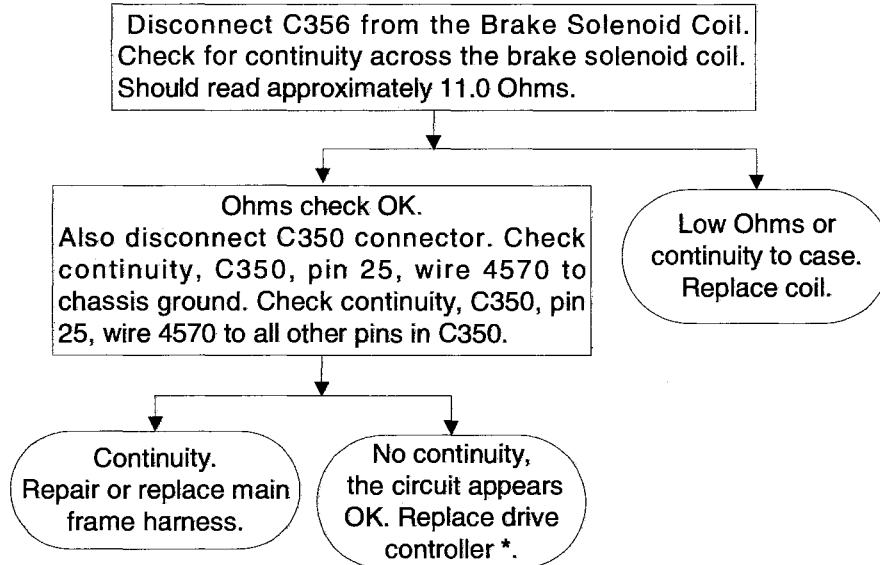 Disconnect C356 from the Brake Solenoid Coil.
Check for continuity across the brake solenoid coil.
Should read approximately 11.0 Ohms.
Ohms check OK.
Also disconnect C350 connector. Check
continuity, C350, pin 25, wire 4570 to
chassis ground. Check continuity, C350, pin
25, wire 4570 to all other pins in C350.
Low Ohms or
continuity to case.
Replace coil.
Continuity.
Repair or replace main
frame harness.
No continuity,
the circuit appears
OK. Replace drive
controller *.